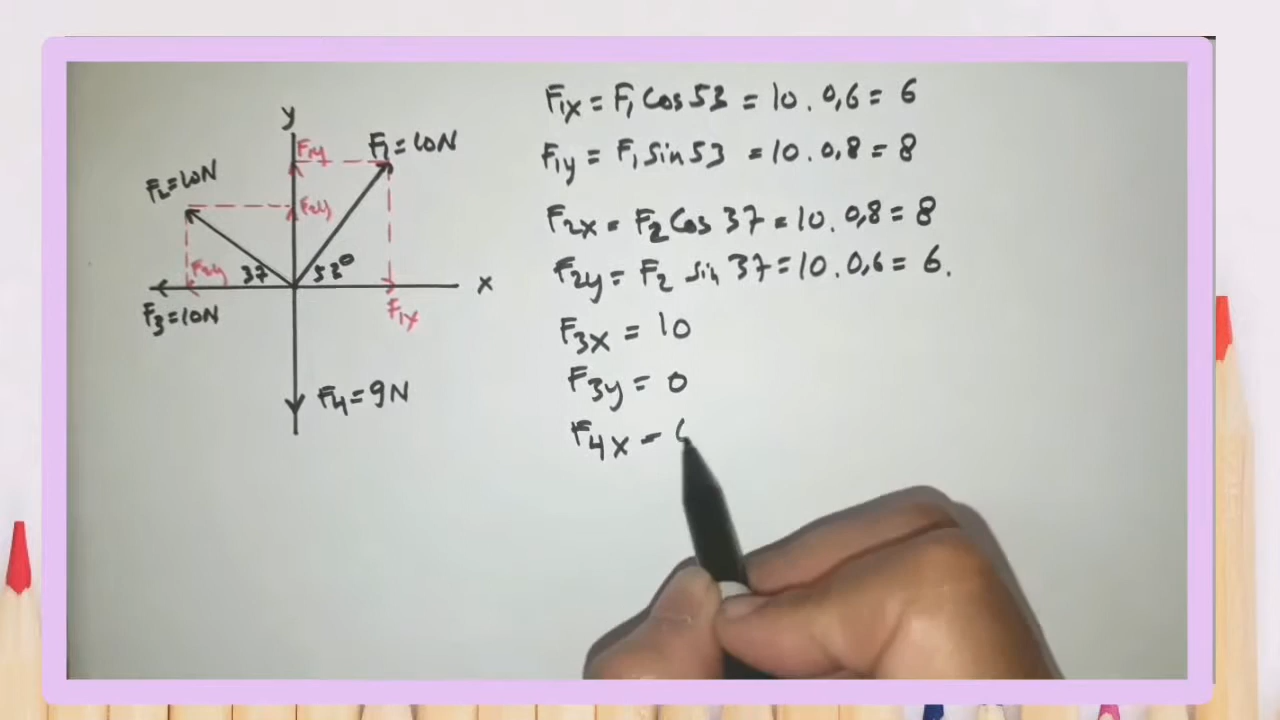 y
F1y
F1=10N
F2=10N
F2y
F2y
37
53°
x
F3=10N
F1x
F4=9N
F1x = F1 Cos 53 = 10 . 0,6 = 6
F1y = F1 sin 53 = 10 . 0,8 = 8
F2x = F2 Cos 37 = 10 . 0,8 = 8
F2y = F2 sin 37 = 10 . 0,6 = 6.
F3x = 10
F3y = 0
F4x =